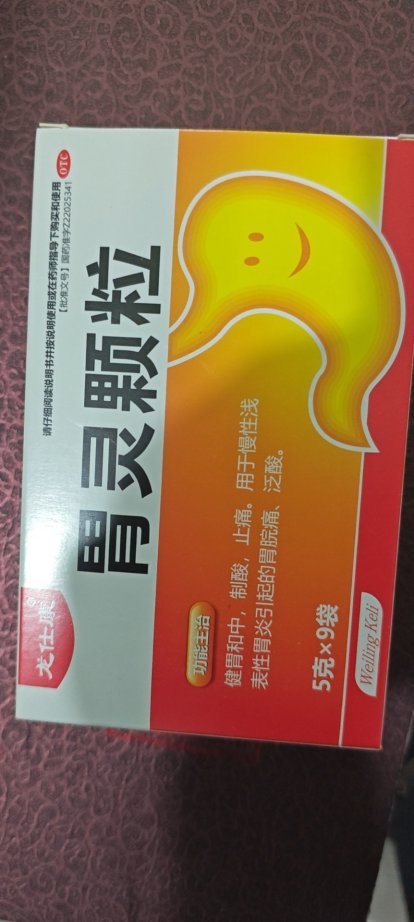 龙仕康®
请仔细阅读说明书并按说明使用或在药师指导下购买和使用
OTC
【批准文号】国药准字Z22025341
胃灵颗粒
功能主治
健胃和中，制酸，止痛。用于慢性浅
表性胃炎引起的胃脘痛、泛酸。
5克×9袋
Weiling Keli